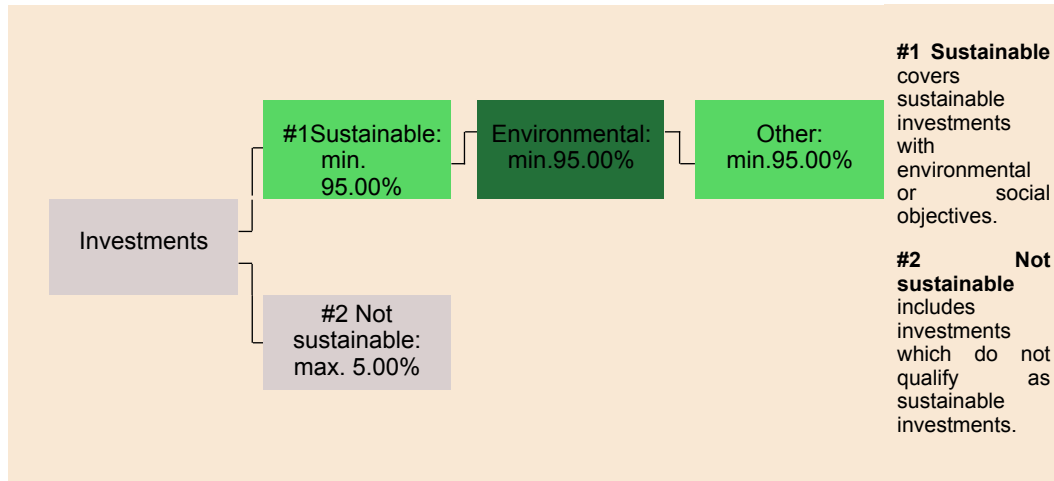 #1Sustainable:
min.
95.00%
Environmental:
min.95.00%
Other:
min.95.00%
Investments
#2 Not
sustainable:
max. 5.00%
#1 Sustainable
covers
sustainable
investments
with
environmental
or social
objectives.
#2 Not
sustainable
includes
investments
which do not
qualify as
sustainable
investments.